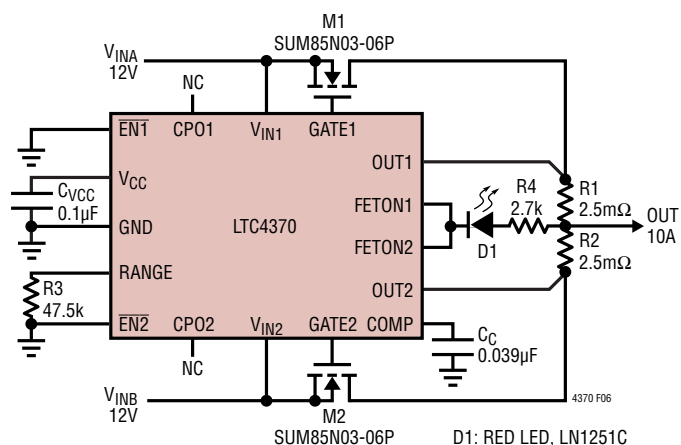 M1
SUM85N03-06P
VINA
12V
NC
EN1
CPO1
VIN1
GATE1
OUT1
VCC
CVCC
0.1µF
FETON1
R4
2.7k
R1
2.5mΩ
OUT
10A
GND
LTC4370
FETON2
D1
R2
2.5mΩ
RANGE
R3
47.5k
OUT2
EN2
CPO2
VIN2
GATE2
COMP
CC
0.039µF
NC
VINB
12V
M2
SUM85N03-06P
4370 F06
D1: RED LED, LN1251C